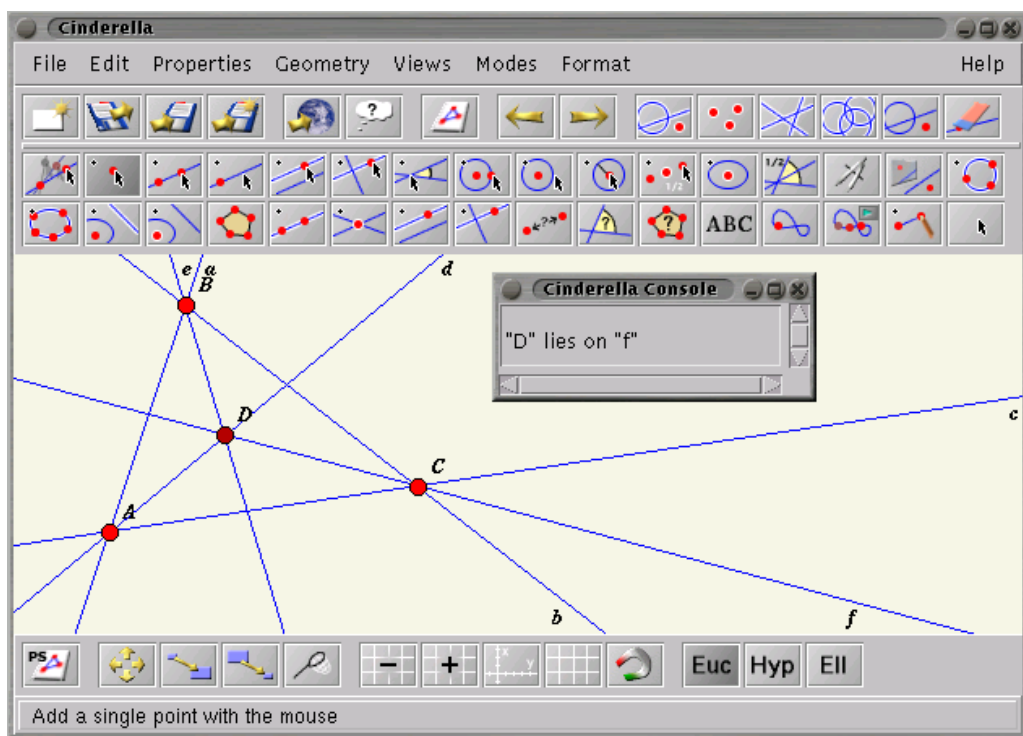 Cinderella
File Edit Properties Geometry Views Modes Format Help
?
1/2
1/2
? ? ? ABC
e a d
B
Cinderella Console
"D" lies on "f"
D
c
C
A
b f
PS x y Euc Hyp Ell
Add a single point with the mouse